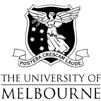 POSTERA CRESCAM LAUDE
THE UNIVERSITY OF
MELBOURNE